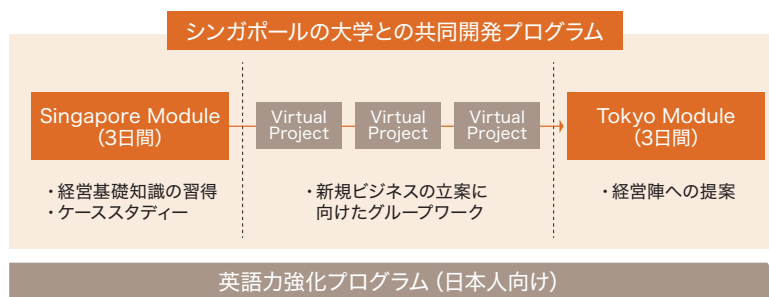 シンガポールの大学との共同開発プログラム
Singapore Module
(3日間)
Virtual
Project
Virtual
Project
Virtual
Project
Tokyo Module
(3日間)
・経営基礎知識の習得
・ケーススタディー
・新規ビジネスの立案に
向けたグループワーク
・経営陣への提案
英語力強化プログラム(日本人向け)